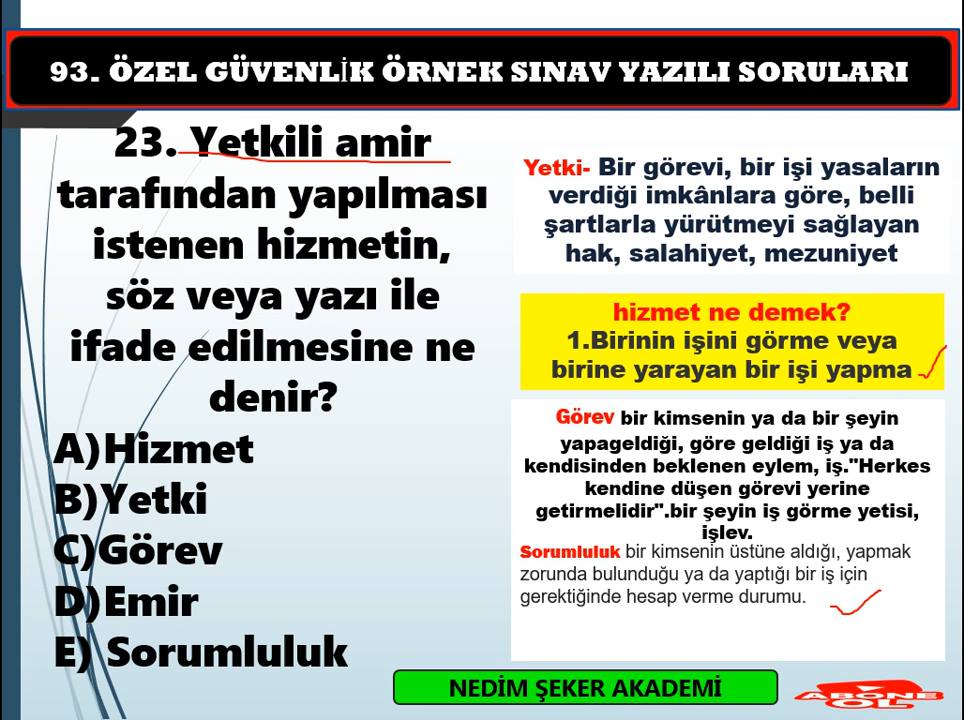 93. ÖZEL GÜVENLİK ÖRNEK SINAV YAZILI SORULARI
23. Yetkili amir
tarafından yapılması
istenen hizmetin,
söz veya yazı ile
ifade edilmesine ne
denir?
A)Hizmet
B)Yetki
C)Görev
D)Emir
E) Sorumluluk
Yetki- Bir görevi, bir işi yasaların
verdiği imkânlara göre, belli
şartlarla yürütmeyi sağlayan
hak, salahiyet, mezuniyet
hizmet ne demek?
1.Birinin işini görme veya
birine yarayan bir işi yapma
Görev bir kimsenin ya da bir şeyin
yapageldiği, göre geldiği iş ya da
kendisinden beklenen eylem, iş."Herkes
kendine düşen görevi yerine
getirmelidir".bir şeyin iş görme yetisi,
işlev.
Sorumluluk bir kimsenin üstüne aldığı, yapmak
zorunda bulunduğu ya da yaptığı bir iş için
gerektiğinde hesap verme durumu.
NEDİM ŞEKER AKADEMİ
ABONE
OL